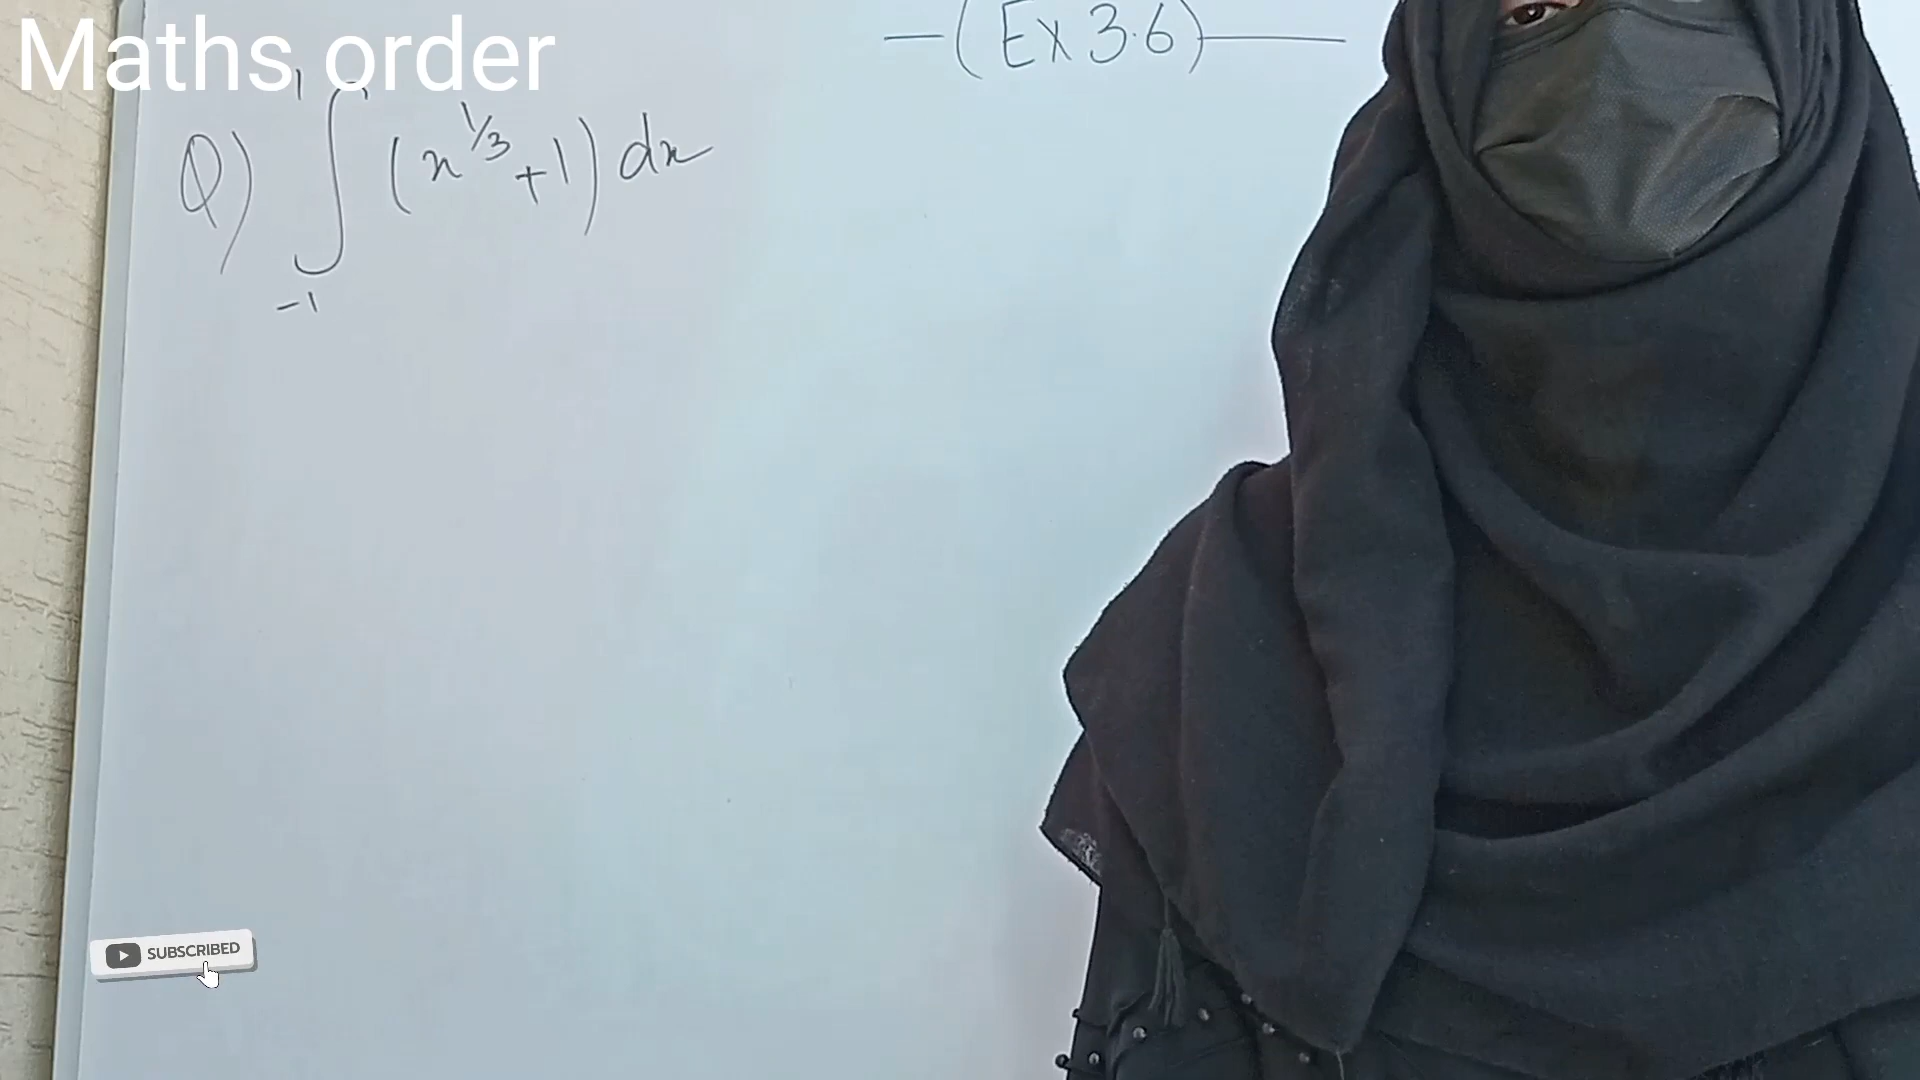 Maths order
—( Ex 3.6 )—
Q) ∫₋₁¹ (x^1/3 + 1) dx
SUBSCRIBED